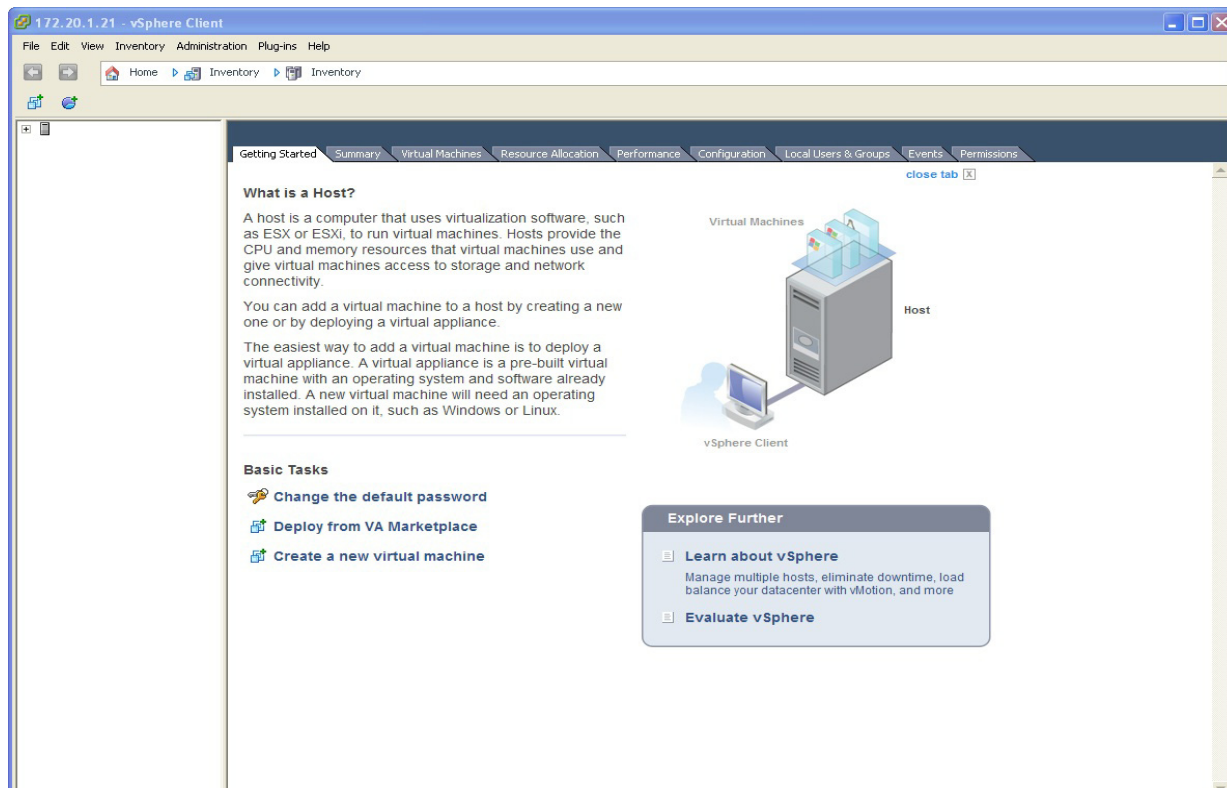 172.20.1.21 - vSphere Client
File Edit View Inventory Administration Plug-ins Help
Home Inventory Inventory
Getting Started Summary Virtual Machines Resource Allocation Performance Configuration Local Users & Groups Events Permissions
close tab X
What is a Host?
A host is a computer that uses virtualization software, such
as ESX or ESXi, to run virtual machines. Hosts provide the
CPU and memory resources that virtual machines use and
give virtual machines access to storage and network
connectivity.
You can add a virtual machine to a host by creating a new
one or by deploying a virtual appliance.
The easiest way to add a virtual machine is to deploy a
virtual appliance. A virtual appliance is a pre-built virtual
machine with an operating system and software already
installed. A new virtual machine will need an operating
system installed on it, such as Windows or Linux.
Virtual Machines
Host
vSphere Client
Basic Tasks
Change the default password
Deploy from VA Marketplace
Create a new virtual machine
Explore Further
Learn about vSphere
Manage multiple hosts, eliminate downtime, load
balance your datacenter with vMotion, and more
Evaluate vSphere